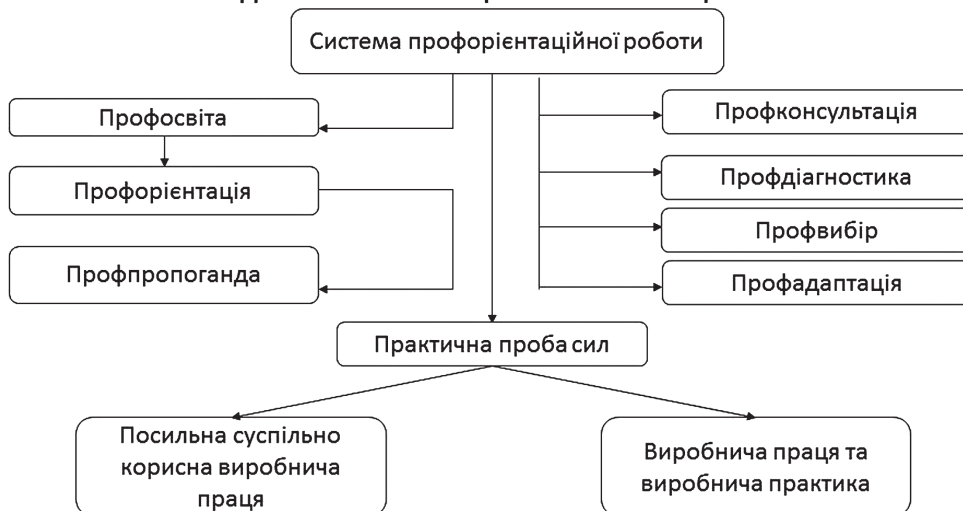 Система профорієнтаційної роботи
Профосвіта
Профорієнтація
Профпропоганда
Профконсультація
Профдіагностика
Профвибір
Профадаптація
Практична проба сил
Посильна суспільно
корисна виробнича
праця
Виробнича праця та
виробнича практика